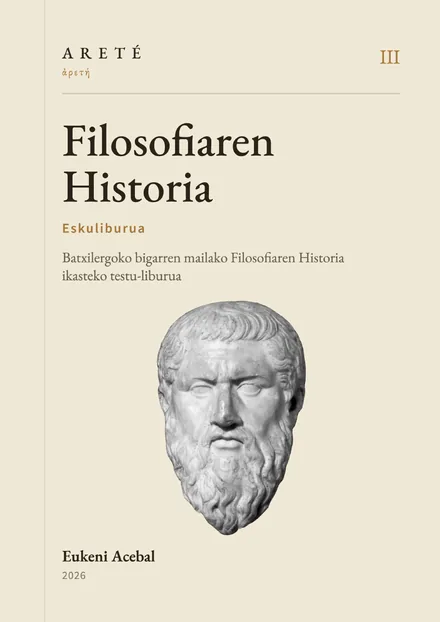 ARETÉ
ἀρετή
III
Filosofiaren
Historia
Eskuliburua
Batxilergoko bigarren mailako Filosofiaren Historia
ikasteko testu-liburua
Eukeni Acebal
2026